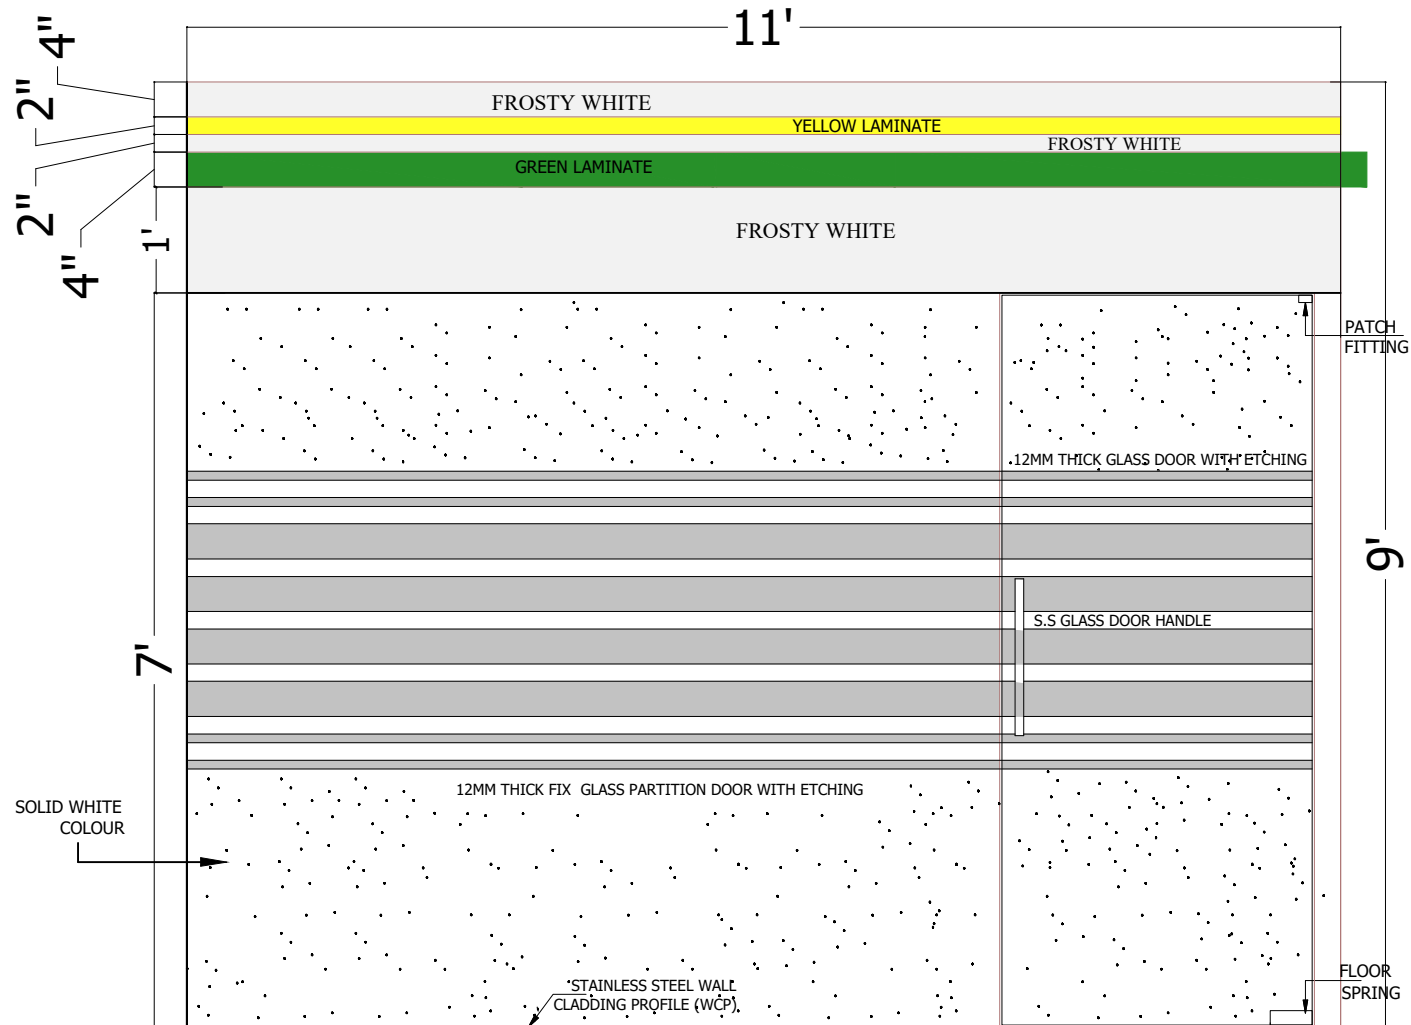 11'
4"
FROSTY WHITE
2"
YELLOW LAMINATE
FROSTY WHITE
GREEN LAMINATE
2"
4"
1'
FROSTY WHITE
PATCH
FITTING
12MM THICK GLASS DOOR WITH ETCHING
9'
S.S GLASS DOOR HANDLE
7'
12MM THICK FIX GLASS PARTITION DOOR WITH ETCHING
SOLID WHITE
COLOUR
STAINLESS STEEL WALL
CLADDING PROFILE (WCP)
FLOOR
SPRING